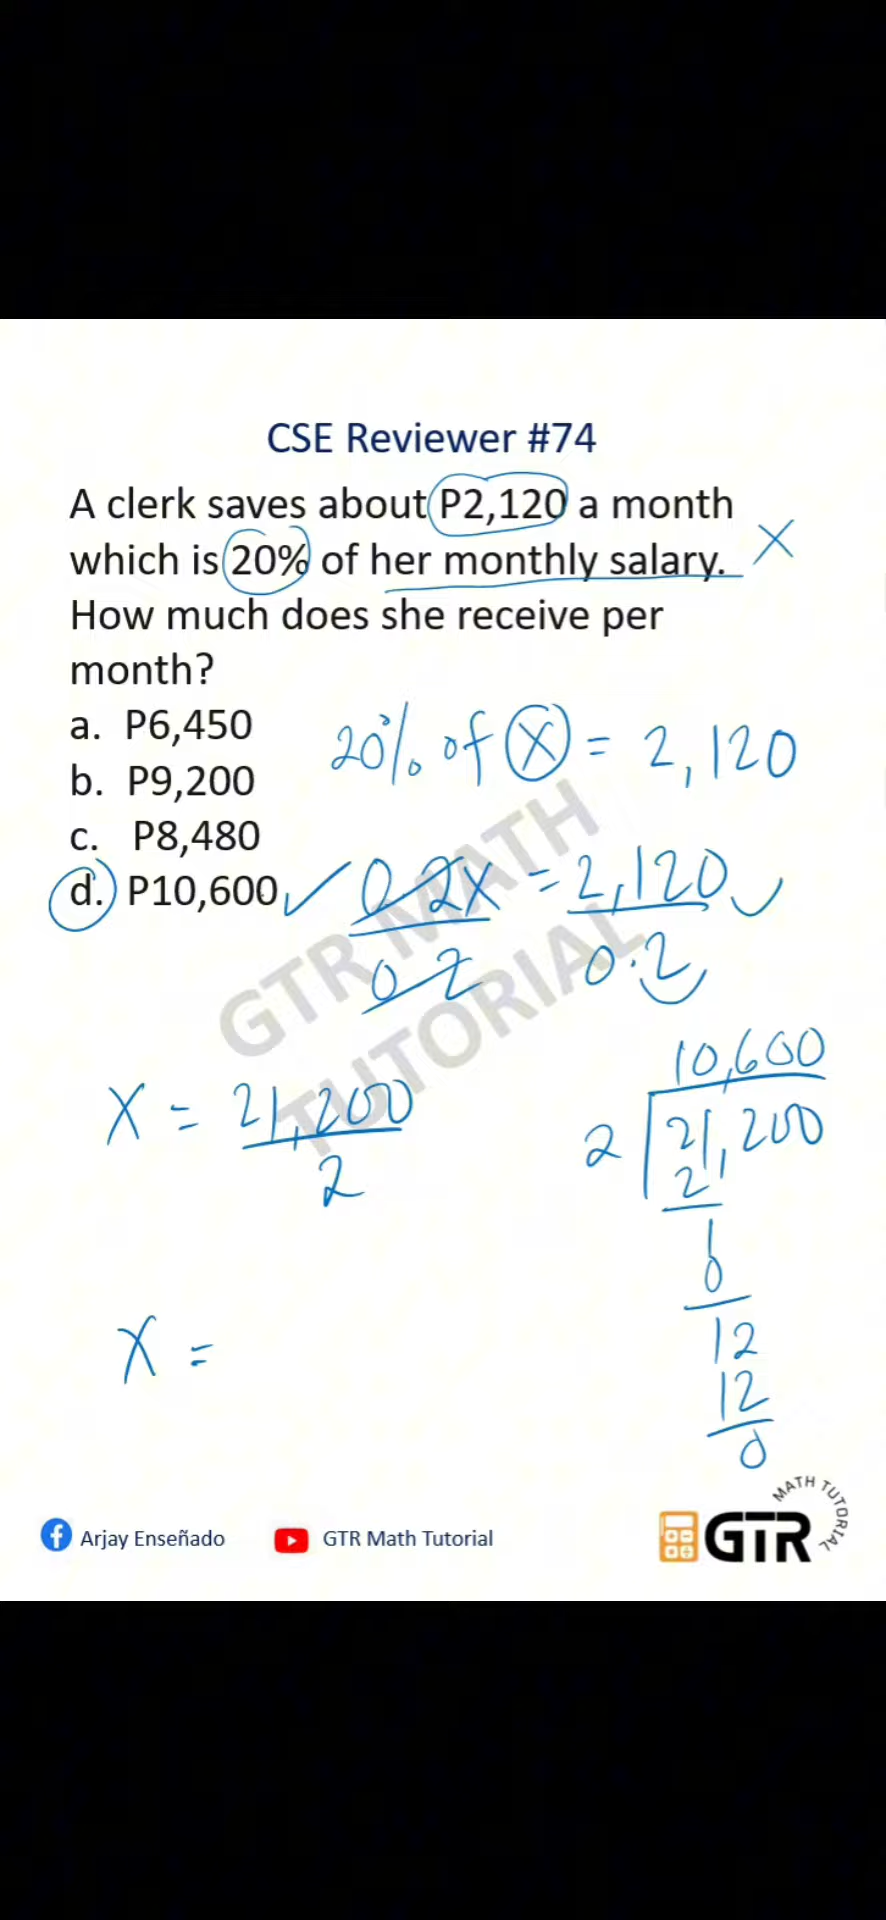 CSE Reviewer #74
A clerk saves about P2,120 a month
which is 20% of her monthly salary. X
How much does she receive per
month?
a. P6,450
b. P9,200
c. P8,480
d. P10,600
20% of X = 2,120
0.2X = 2,120
0.2 0.2
X = 21,200
2
10,600
2 21,200
2
1
0
12
12
0
X =
GTR MATH
TUTORIAL
Arjay Enseñado
GTR Math Tutorial
GTR
MATH TUTORIAL